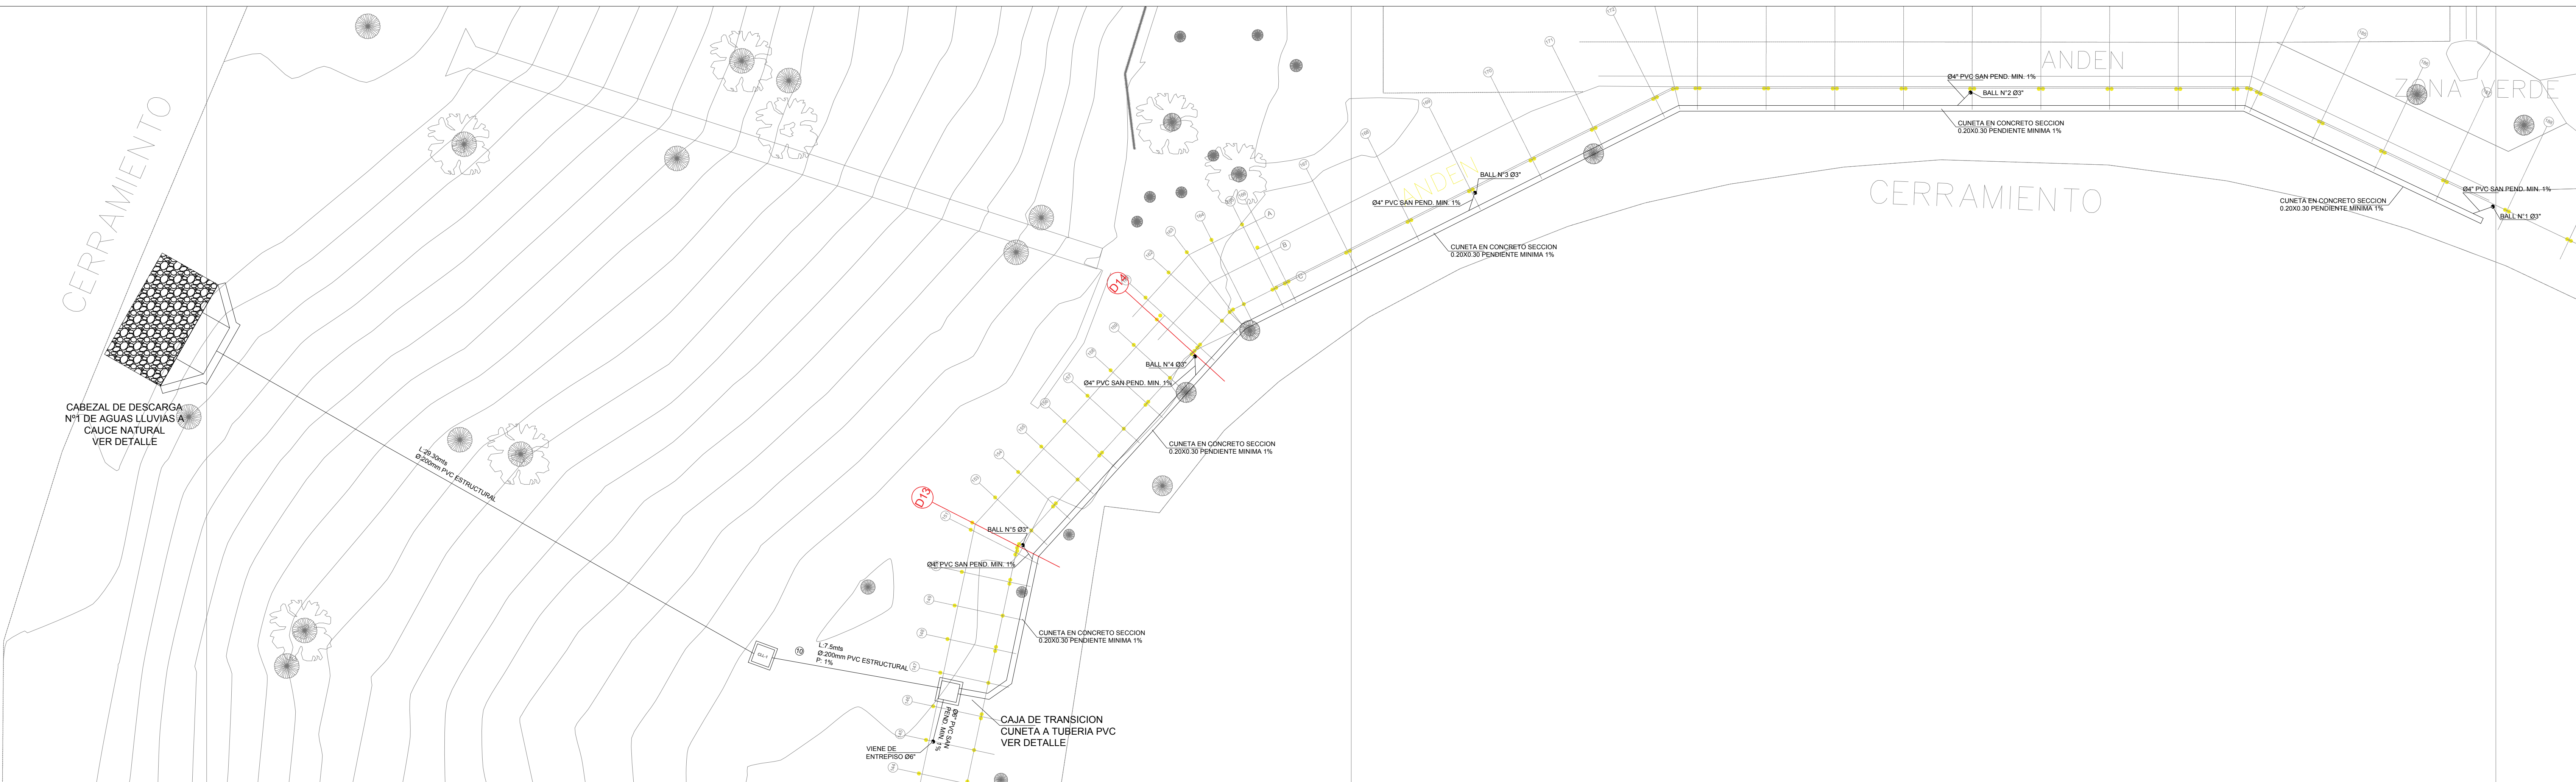 CERRAMIENTO
ANDEN
ZONA VERDE
CERRAMIENTO
ANDEN
Ø4" PVC SAN PEND. MIN. 1%
BALL N°2 Ø3"
CUNETA EN CONCRETO SECCION
0.20X0.30 PENDIENTE MINIMA 1%
Ø4" PVC SAN PEND. MIN. 1%
BALL N°1 Ø3"
CUNETA EN CONCRETO SECCION
0.20X0.30 PENDIENTE MINIMA 1%
BALL N°3 Ø3"
Ø4" PVC SAN PEND. MIN. 1%
CUNETA EN CONCRETO SECCION
0.20X0.30 PENDIENTE MINIMA 1%
A
B
C
D14
BALL N°4 Ø3"
Ø4" PVC SAN PEND. MIN. 1%
CUNETA EN CONCRETO SECCION
0.20X0.30 PENDIENTE MINIMA 1%
CABEZAL DE DESCARGA
N°1 DE AGUAS LLUVIAS A
CAUCE NATURAL
VER DETALLE
L:29.30mts
Ø:200mm PVC ESTRUCTURAL
D13
BALL N°5 Ø3"
Ø4" PVC SAN PEND. MIN. 1%
CUNETA EN CONCRETO SECCION
0.20X0.30 PENDIENTE MINIMA 1%
10
L:7.5mts
Ø:200mm PVC ESTRUCTURAL
P: 1%
Ø6" PVC SAN
PEND. MIN. 1%
CAJA DE TRANSICION
CUNETA A TUBERIA PVC
VER DETALLE
VIENE DE
ENTREPISO Ø6"